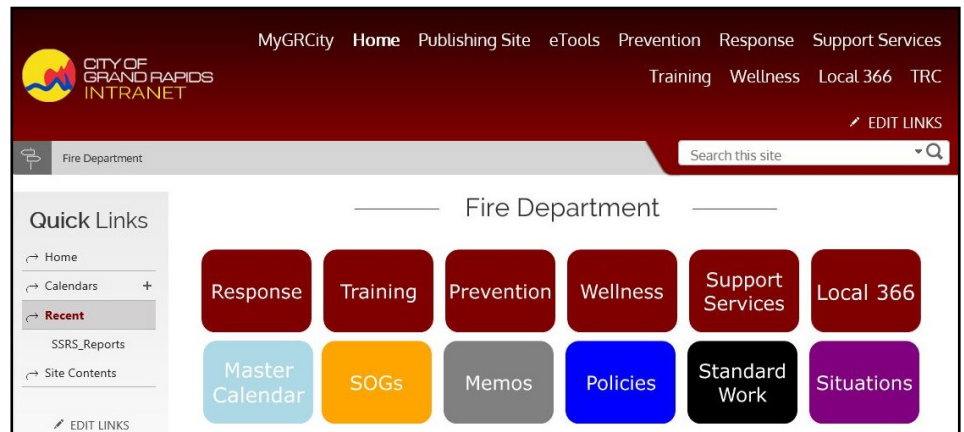 MyGRCity Home Publishing Site eTools Prevention Response Support Services
Training Wellness Local 366 TRC
EDIT LINKS
CITY OF
GRAND RAPIDS
INTRANET
Fire Department
Search this site
Quick Links
Home
Calendars +
Recent
SSRS_Reports
Site Contents
EDIT LINKS
Fire Department
Response Training Prevention Wellness Support Services Local 366
Master Calendar SOGs Memos Policies Standard Work Situations